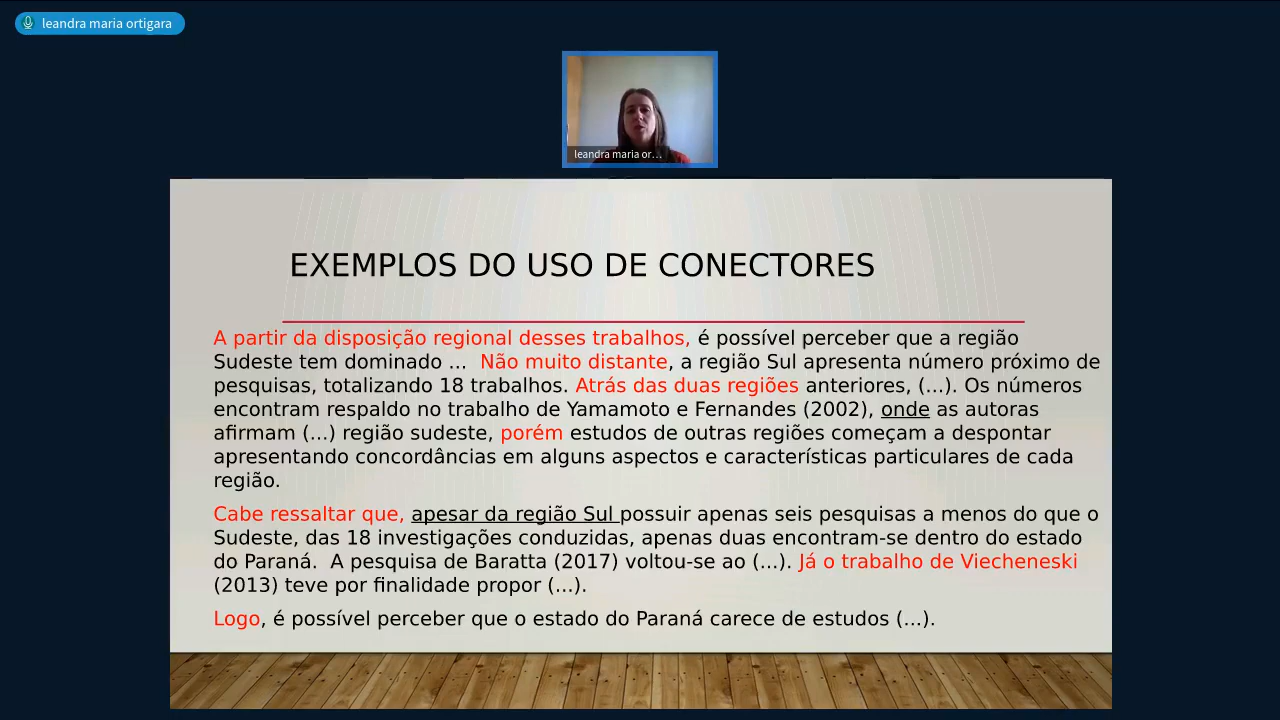 leandra maria ortigara
leandra maria or...
EXEMPLOS DO USO DE CONECTORES
A partir da disposição regional desses trabalhos, é possível perceber que a região
Sudeste tem dominado ...  Não muito distante, a região Sul apresenta número próximo de
pesquisas, totalizando 18 trabalhos. Atrás das duas regiões anteriores, (...). Os números
encontram respaldo no trabalho de Yamamoto e Fernandes (2002), onde as autoras
afirmam (...) região sudeste, porém estudos de outras regiões começam a despontar
apresentando concordâncias em alguns aspectos e características particulares de cada
região.
Cabe ressaltar que, apesar da região Sul possuir apenas seis pesquisas a menos do que o
Sudeste, das 18 investigações conduzidas, apenas duas encontram-se dentro do estado
do Paraná.  A pesquisa de Baratta (2017) voltou-se ao (...). Já o trabalho de Viecheneski
(2013) teve por finalidade propor (...).
Logo, é possível perceber que o estado do Paraná carece de estudos (...).